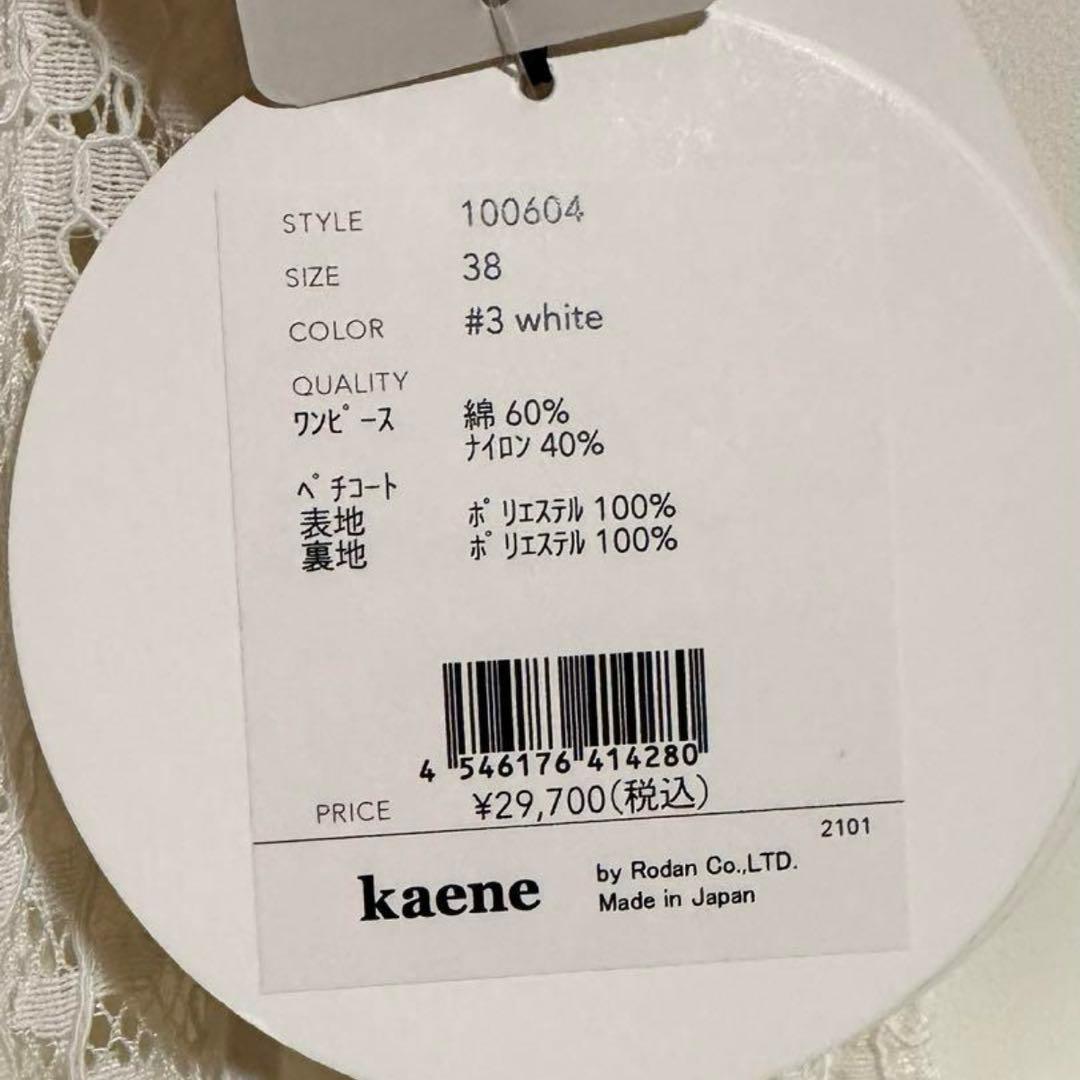 STYLE 100604
SIZE 38
COLOR #3 white
QUALITY
ﾜﾝﾋﾟｰｽ 綿 60%
ﾅｲﾛﾝ 40%
ﾍﾟﾁｺｰﾄ
表地 ﾎﾟﾘｴｽﾃﾙ 100%
裏地 ﾎﾟﾘｴｽﾃﾙ 100%
4 546176 414280
PRICE ¥29,700(税込)
2101
kaene by Rodan Co.,LTD.
Made in Japan